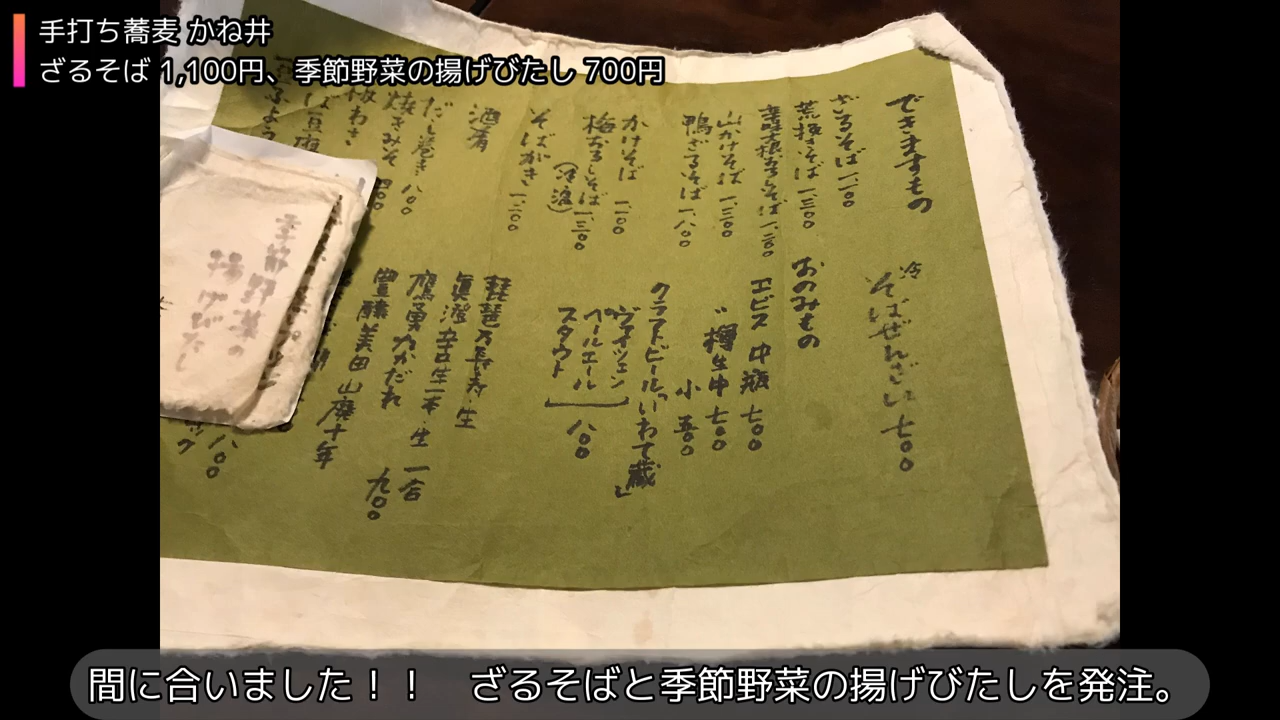 手打ち蕎麦 かね井
ざるそば 1,100円、季節野菜の揚げびたし 700円
できますもの
ざるそば 一、一〇〇
荒挽きそば 一、三〇〇
辛味大根おろしそば 一、三〇〇
山かけそば 一、三〇〇
鴨ざるそば 一、八〇〇
かけそば 一、一〇〇
梅おろしそば 一、三〇〇
そばがき 一、二〇〇
酒肴
だし巻き 八〇〇
焼きみそ
板わさ
冷 そばぜんざい 七〇〇
おのみもの
エビス 中瓶 七〇〇
〃 樽生中 七〇〇
小 五〇〇
クラフトビール「いわて蔵」
ヴァイツェン
ペールエール
スタウト
八〇〇
琵琶乃長寿・生
鷹勇 なかだれ
豊醸美田 山廃十年
一合 九〇〇
季節野菜の
揚げびたし
間に合いました！！ ざるそばと季節野菜の揚げびたしを発注。